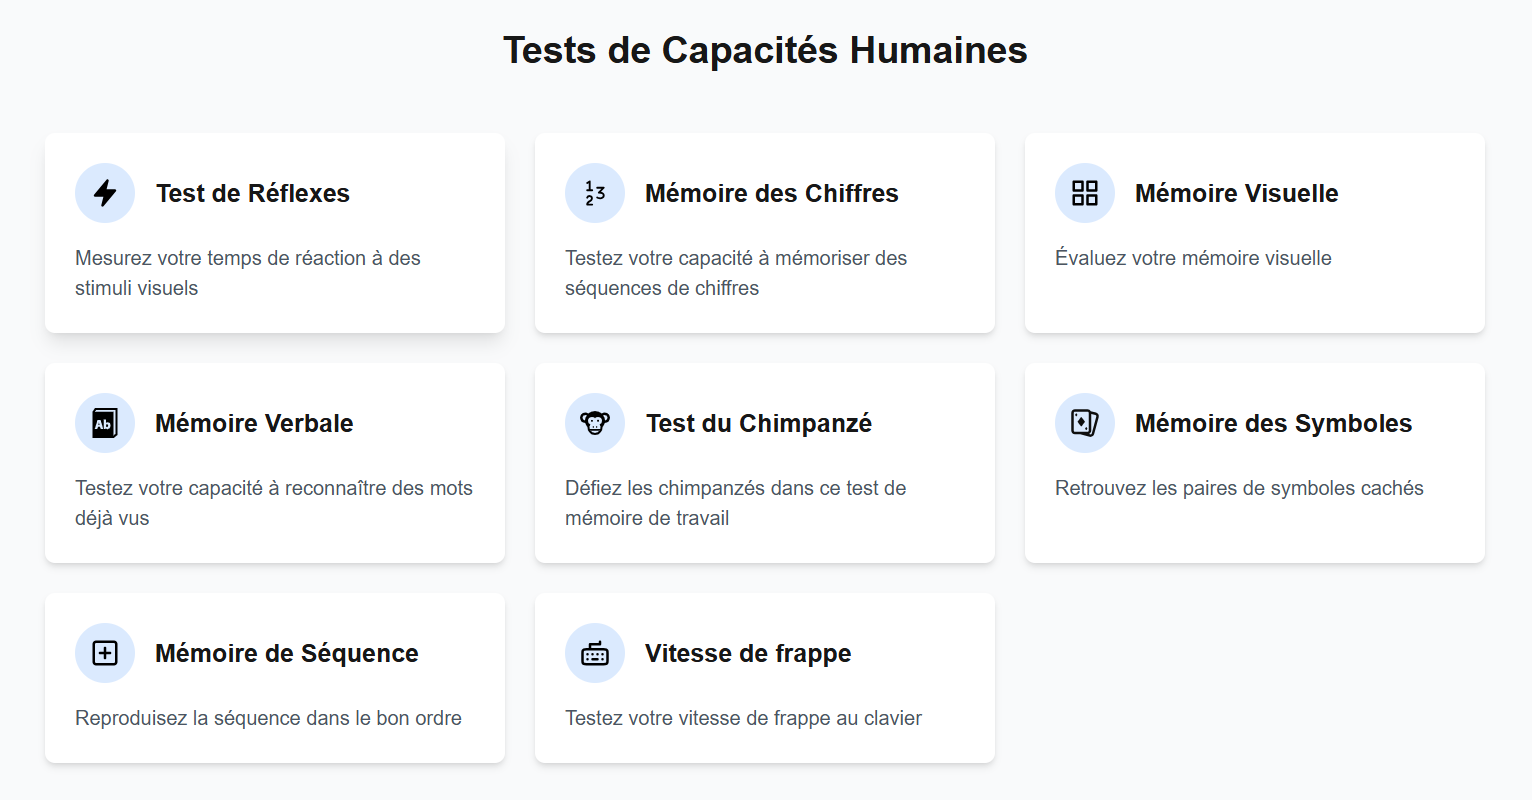 Tests de Capacités Humaines
Test de Réflexes
Mesurez votre temps de réaction à des
stimuli visuels
1 2 3
Mémoire des Chiffres
Testez votre capacité à mémoriser des
séquences de chiffres
Mémoire Visuelle
Évaluez votre mémoire visuelle
Ab
Mémoire Verbale
Testez votre capacité à reconnaître des mots
déjà vus
Test du Chimpanzé
Défiez les chimpanzés dans ce test de
mémoire de travail
Mémoire des Symboles
Retrouvez les paires de symboles cachés
Mémoire de Séquence
Reproduisez la séquence dans le bon ordre
Vitesse de frappe
Testez votre vitesse de frappe au clavier